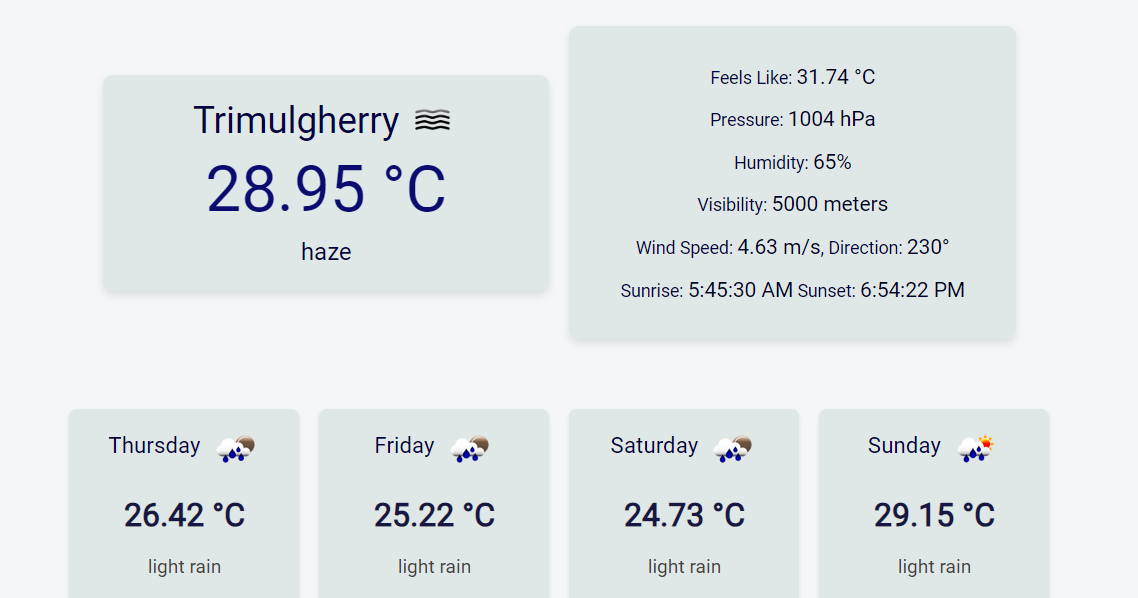 Trimulgherry
28.95 °C
haze
Feels Like: 31.74 °C
Pressure: 1004 hPa
Humidity: 65%
Visibility: 5000 meters
Wind Speed: 4.63 m/s, Direction: 230°
Sunrise: 5:45:30 AM Sunset: 6:54:22 PM
Thursday
26.42 °C
light rain
Friday
25.22 °C
light rain
Saturday
24.73 °C
light rain
Sunday
29.15 °C
light rain